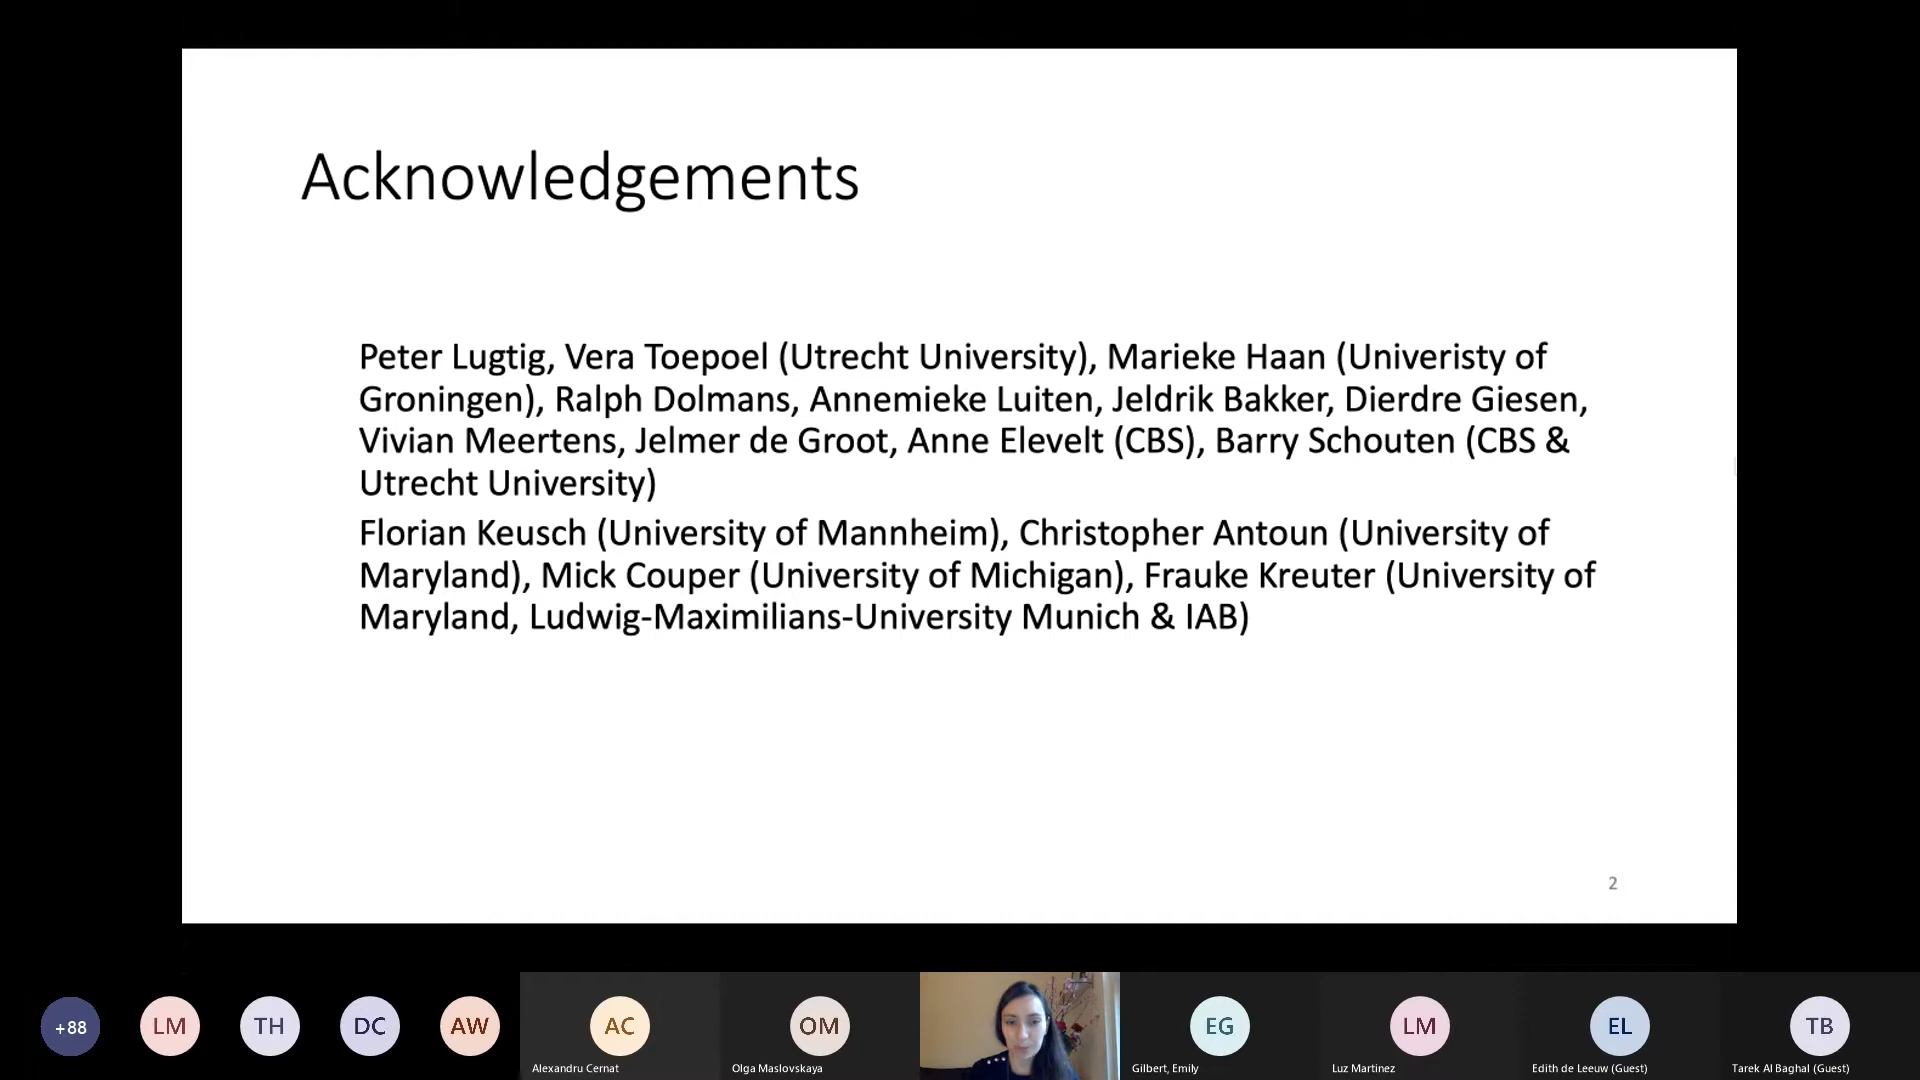 Acknowledgements
Peter Lugtig, Vera Toepoel (Utrecht University), Marieke Haan (Univeristy of
Groningen), Ralph Dolmans, Annemieke Luiten, Jeldrik Bakker, Dierdre Giesen,
Vivian Meertens, Jelmer de Groot, Anne Elevelt (CBS), Barry Schouten (CBS &
Utrecht University)
Florian Keusch (University of Mannheim), Christopher Antoun (University of
Maryland), Mick Couper (University of Michigan), Frauke Kreuter (University of
Maryland, Ludwig-Maximilians-University Munich & IAB)
2
+88 LM TH DC AW AC OM EG LM EL TB
Alexandru Cernat Olga Maslovskaya Gilbert, Emily Luz Martinez Edith de Leeuw (Guest) Tarek Al Baghal (Guest)